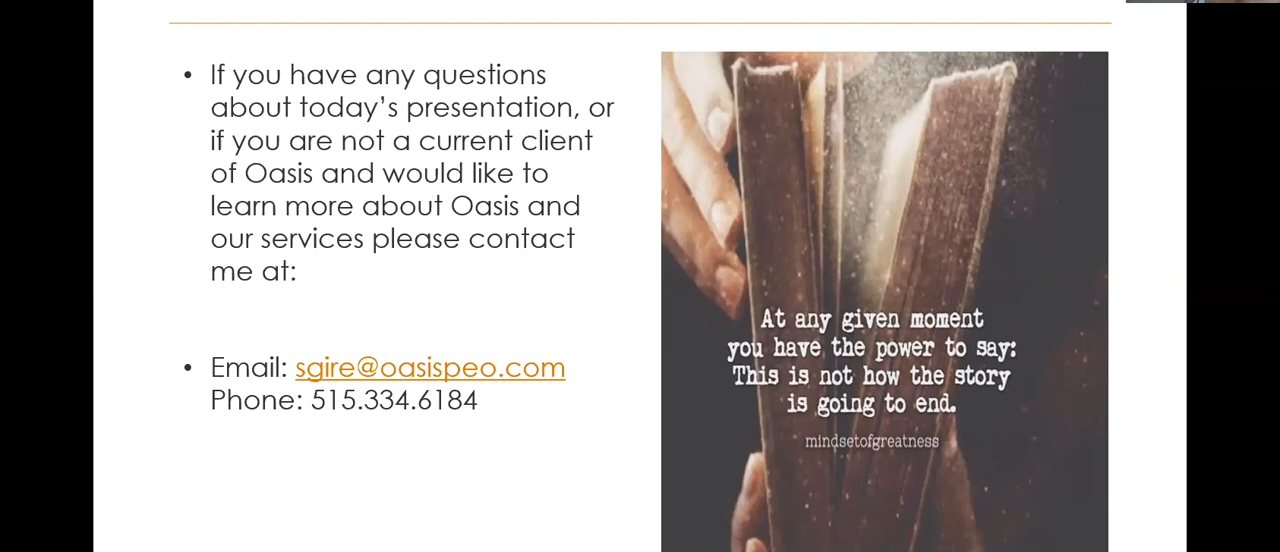 • If you have any questions
about today’s presentation, or
if you are not a current client
of Oasis and would like to
learn more about Oasis and
our services please contact
me at:
• Email: sgire@oasispeo.com
Phone: 515.334.6184
At any given moment
you have the power to say:
This is not how the story
is going to end.
mindsetofgreatness